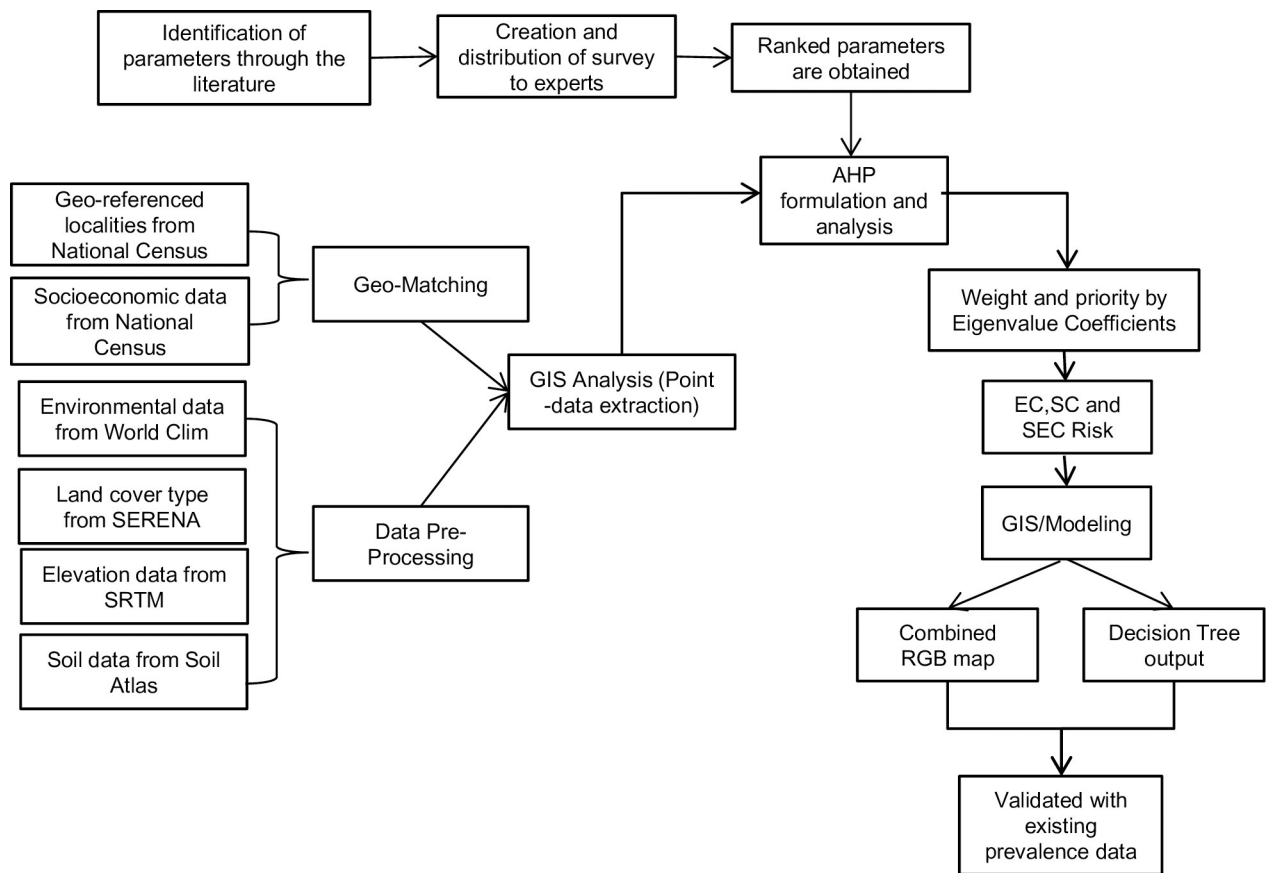 Identification of
parameters through the
literature
Creation and
distribution of survey
to experts
Ranked parameters
are obtained
AHP
formulation and
analysis
Geo-referenced
localities from
National Census
Socioeconomic data
from National
Census
Geo-Matching
Environmental data
from World Clim
Land cover type
from SERENA
Elevation data from
SRTM
Soil data from Soil
Atlas
Data Pre-
Processing
GIS Analysis (Point
-data extraction)
Weight and priority by
Eigenvalue Coefficients
EC,SC and
SEC Risk
GIS/Modeling
Combined
RGB map
Decision Tree
output
Validated with
existing
prevalence data